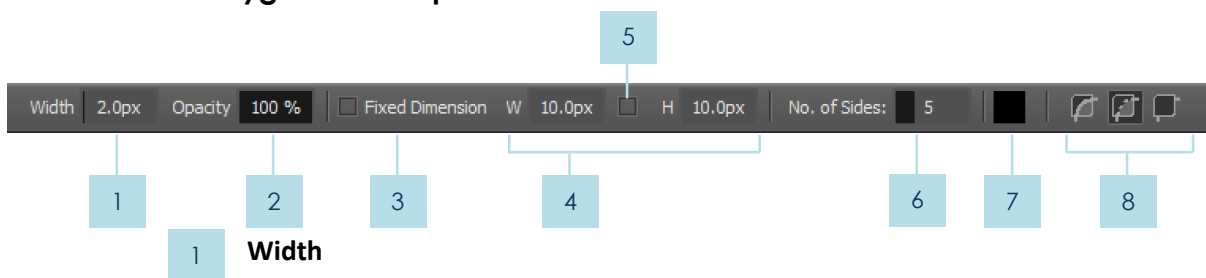 5
Width 2.0px Opacity 100 % Fixed Dimension W 10.0px H 10.0px No. of Sides: 5
1 2 3 4 6 7 8
1 Width